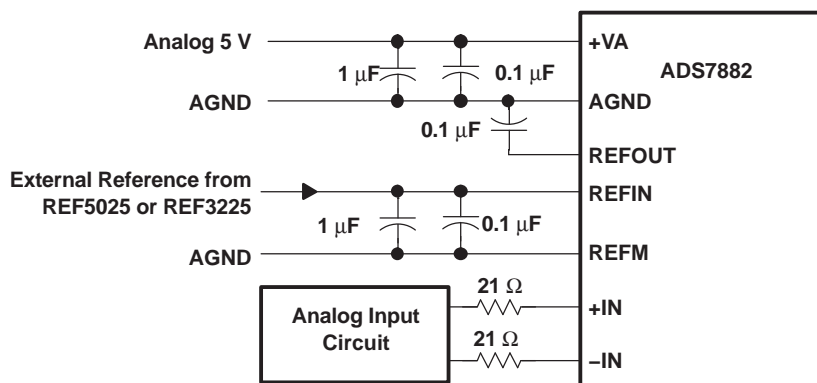 Analog 5 V
+VA
ADS7882
1 μF
0.1 μF
AGND
AGND
0.1 μF
REFOUT
External Reference from
REF5025 or REF3225
REFIN
1 μF
0.1 μF
AGND
REFM
21 Ω
+IN
Analog Input
Circuit
21 Ω
−IN